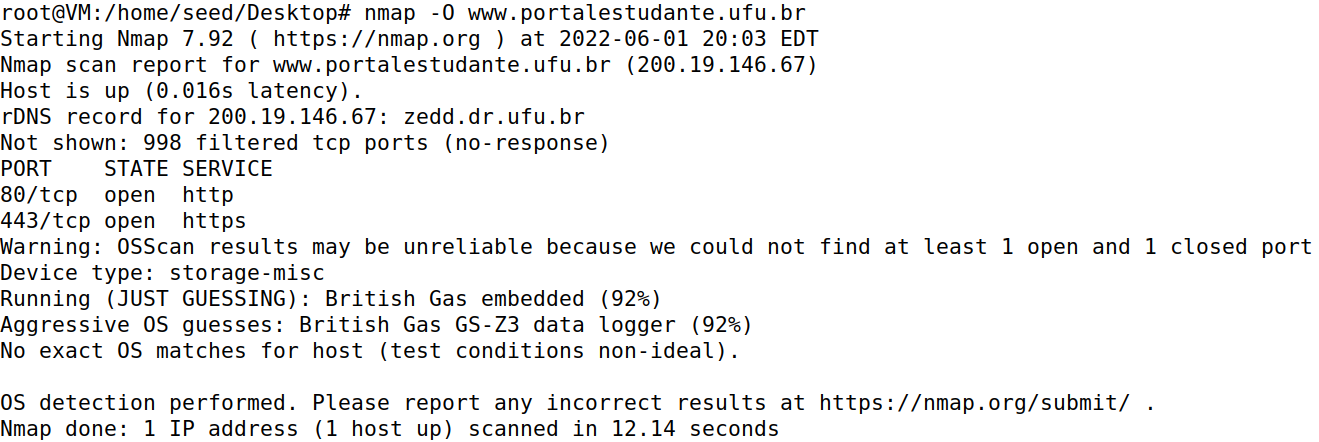 root@VM:/home/seed/Desktop# nmap -O www.portalestudante.ufu.br
Starting Nmap 7.92 ( https://nmap.org ) at 2022-06-01 20:03 EDT
Nmap scan report for www.portalestudante.ufu.br (200.19.146.67)
Host is up (0.016s latency).
rDNS record for 200.19.146.67: zedd.dr.ufu.br
Not shown: 998 filtered tcp ports (no-response)
PORT    STATE SERVICE
80/tcp  open  http
443/tcp open  https
Warning: OSScan results may be unreliable because we could not find at least 1 open and 1 closed port
Device type: storage-misc
Running (JUST GUESSING): British Gas embedded (92%)
Aggressive OS guesses: British Gas GS-Z3 data logger (92%)
No exact OS matches for host (test conditions non-ideal).

OS detection performed. Please report any incorrect results at https://nmap.org/submit/ .
Nmap done: 1 IP address (1 host up) scanned in 12.14 seconds